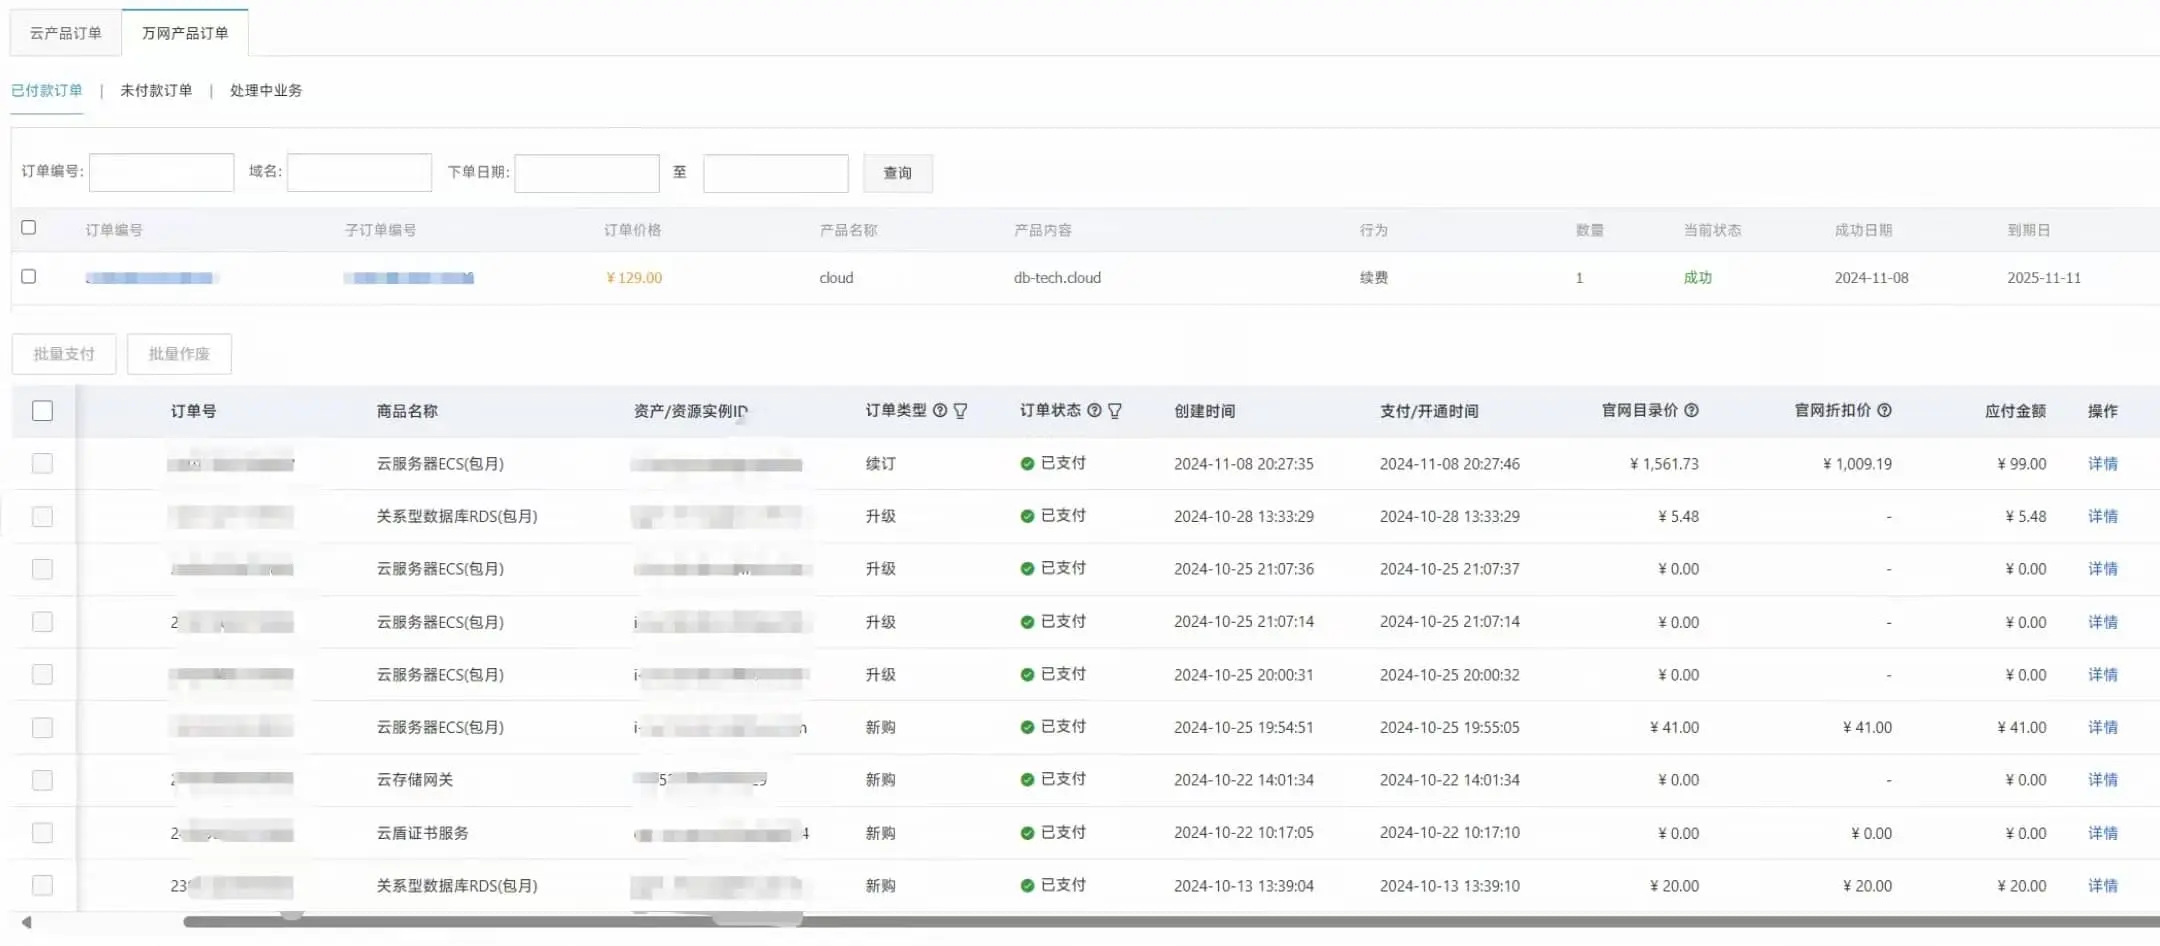 云产品订单 万网产品订单
已付款订单 | 未付款订单 | 处理中业务
订单编号: 域名: 下单日期: 至 查询
订单编号 子订单编号 订单价格 产品名称 产品内容 行为 数量 当前状态 成功日期 到期日
¥129.00 cloud db-tech.cloud 续费 1 成功 2024-11-08 2025-11-11
批量支付 批量作废
订单号 商品名称 资产/资源实例ID 订单类型 订单状态 创建时间 支付/开通时间 官网目录价 官网折扣价 应付金额 操作
云服务器ECS(包月) 续订 已支付 2024-11-08 20:27:35 2024-11-08 20:27:46 ¥ 1,561.73 ¥ 1,009.19 ¥ 99.00 详情
关系型数据库RDS(包月) 升级 已支付 2024-10-28 13:33:29 2024-10-28 13:33:29 ¥ 5.48 - ¥ 5.48 详情
云服务器ECS(包月) 升级 已支付 2024-10-25 21:07:36 2024-10-25 21:07:37 ¥ 0.00 - ¥ 0.00 详情
云服务器ECS(包月) 升级 已支付 2024-10-25 21:07:14 2024-10-25 21:07:14 ¥ 0.00 - ¥ 0.00 详情
云服务器ECS(包月) 升级 已支付 2024-10-25 20:00:31 2024-10-25 20:00:32 ¥ 0.00 - ¥ 0.00 详情
云服务器ECS(包月) 新购 已支付 2024-10-25 19:54:51 2024-10-25 19:55:05 ¥ 41.00 ¥ 41.00 ¥ 41.00 详情
云存储网关 新购 已支付 2024-10-22 14:01:34 2024-10-22 14:01:34 ¥ 0.00 - ¥ 0.00 详情
云盾证书服务 新购 已支付 2024-10-22 10:17:05 2024-10-22 10:17:10 ¥ 0.00 ¥ 0.00 ¥ 0.00 详情
关系型数据库RDS(包月) 新购 已支付 2024-10-13 13:39:04 2024-10-13 13:39:10 ¥ 20.00 ¥ 20.00 ¥ 20.00 详情